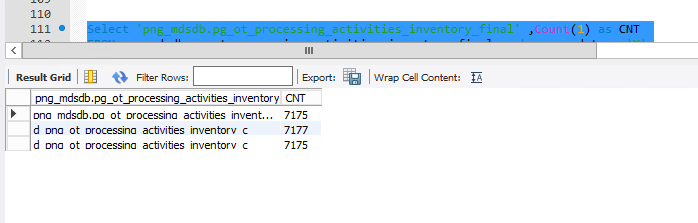 111 Select 'png_mdsdb.pg_ot_processing_activities_inventory_final' ,Count(1) as CNT
Result Grid Filter Rows: Export: Wrap Cell Content: IA
png_mdsdb.pg_ot_processing_activities_inventory CNT
png_mdsdb.pg_ot_processing_activities_invent... 7175
d_png_ot_processing_activities_inventory_c 7177
d_png_ot_processing_activities_inventory_c 7175